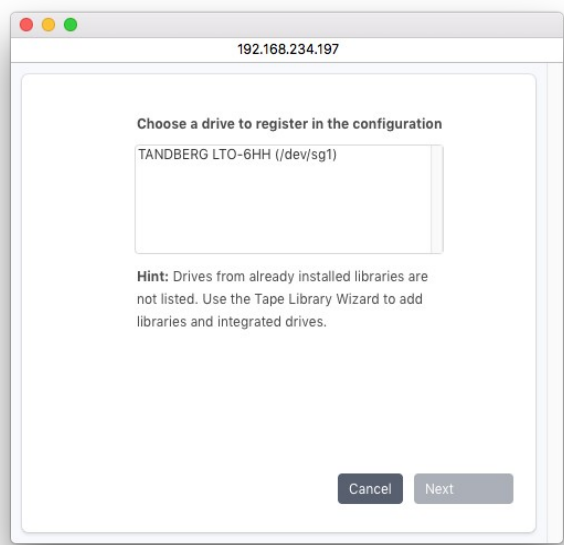 192.168.234.197
Choose a drive to register in the configuration
TANDBERG LTO-6HH (/dev/sg1)
Hint: Drives from already installed libraries are
not listed. Use the Tape Library Wizard to add
libraries and integrated drives.
Cancel Next